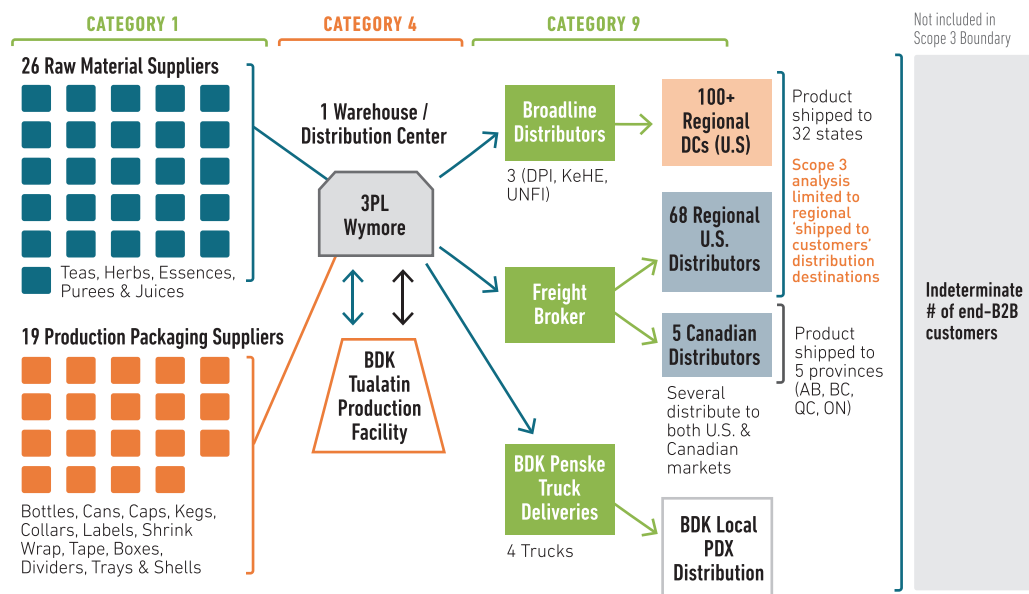 CATEGORY 1
CATEGORY 4
CATEGORY 9
Not included in
Scope 3 Boundary
26 Raw Material Suppliers
Teas, Herbs, Essences,
Purees & Juices
19 Production Packaging Suppliers
Bottles, Cans, Caps, Kegs,
Collars, Labels, Shrink
Wrap, Tape, Boxes,
Dividers, Trays & Shells
1 Warehouse /
Distribution Center
3PL
Wymore
BDK
Tualatin
Production
Facility
Broadline
Distributors
3 (DPI, KeHE,
UNFI)
Freight
Broker
BDK Penske
Truck
Deliveries
4 Trucks
100+
Regional
DCs (U.S)
68 Regional
U.S.
Distributors
5 Canadian
Distributors
Several
distribute to
both U.S. &
Canadian
markets
BDK Local
PDX
Distribution
Product
shipped to
32 states
Scope 3
analysis
limited to
regional
‘shipped to
customers’
distribution
destinations
Product
shipped to
5 provinces
(AB, BC,
QC, ON)
Indeterminate
# of end-B2B
customers